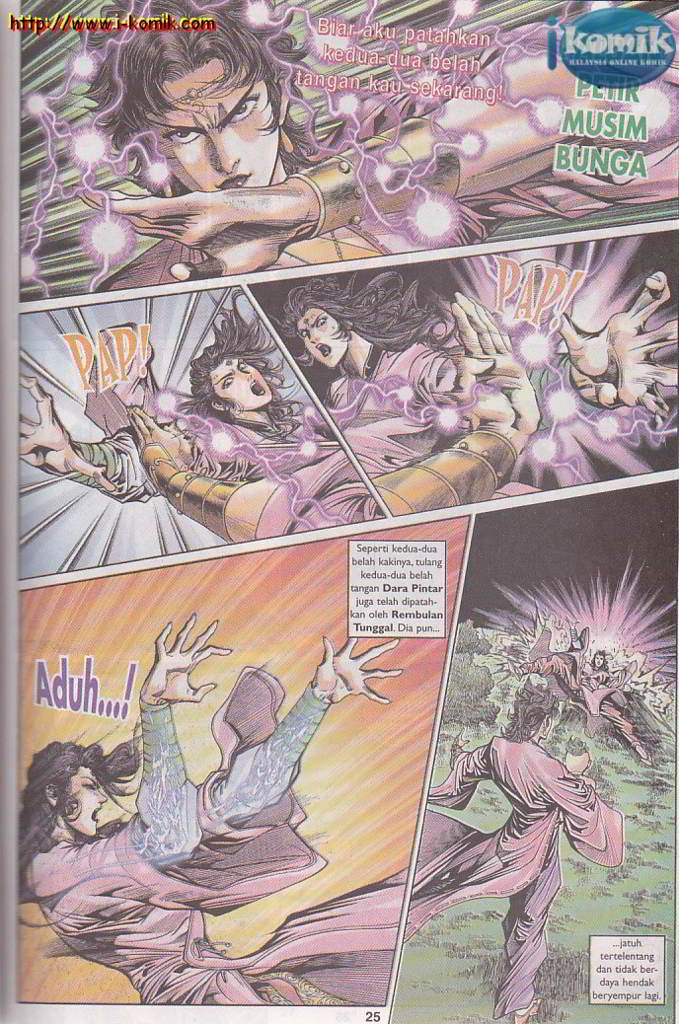 http://www.i-komik.com
iKomik
MALAYSIA ONLINE KOMIK
Biar aku patahkan
kedua-dua belah
tangan kau sekarang!
PETIR
MUSIM
BUNGA
PAP!
PAP!
Seperti kedua-dua
belah kakinya, tulang
kedua-dua belah
tangan Dara Pintar
juga telah dipatah-
kan oleh Rembulan
Tunggal. Dia pun...
Aduh....!
...jatuh
tertelentang
dan tidak ber-
daya hendak
beryempur lagi.
25